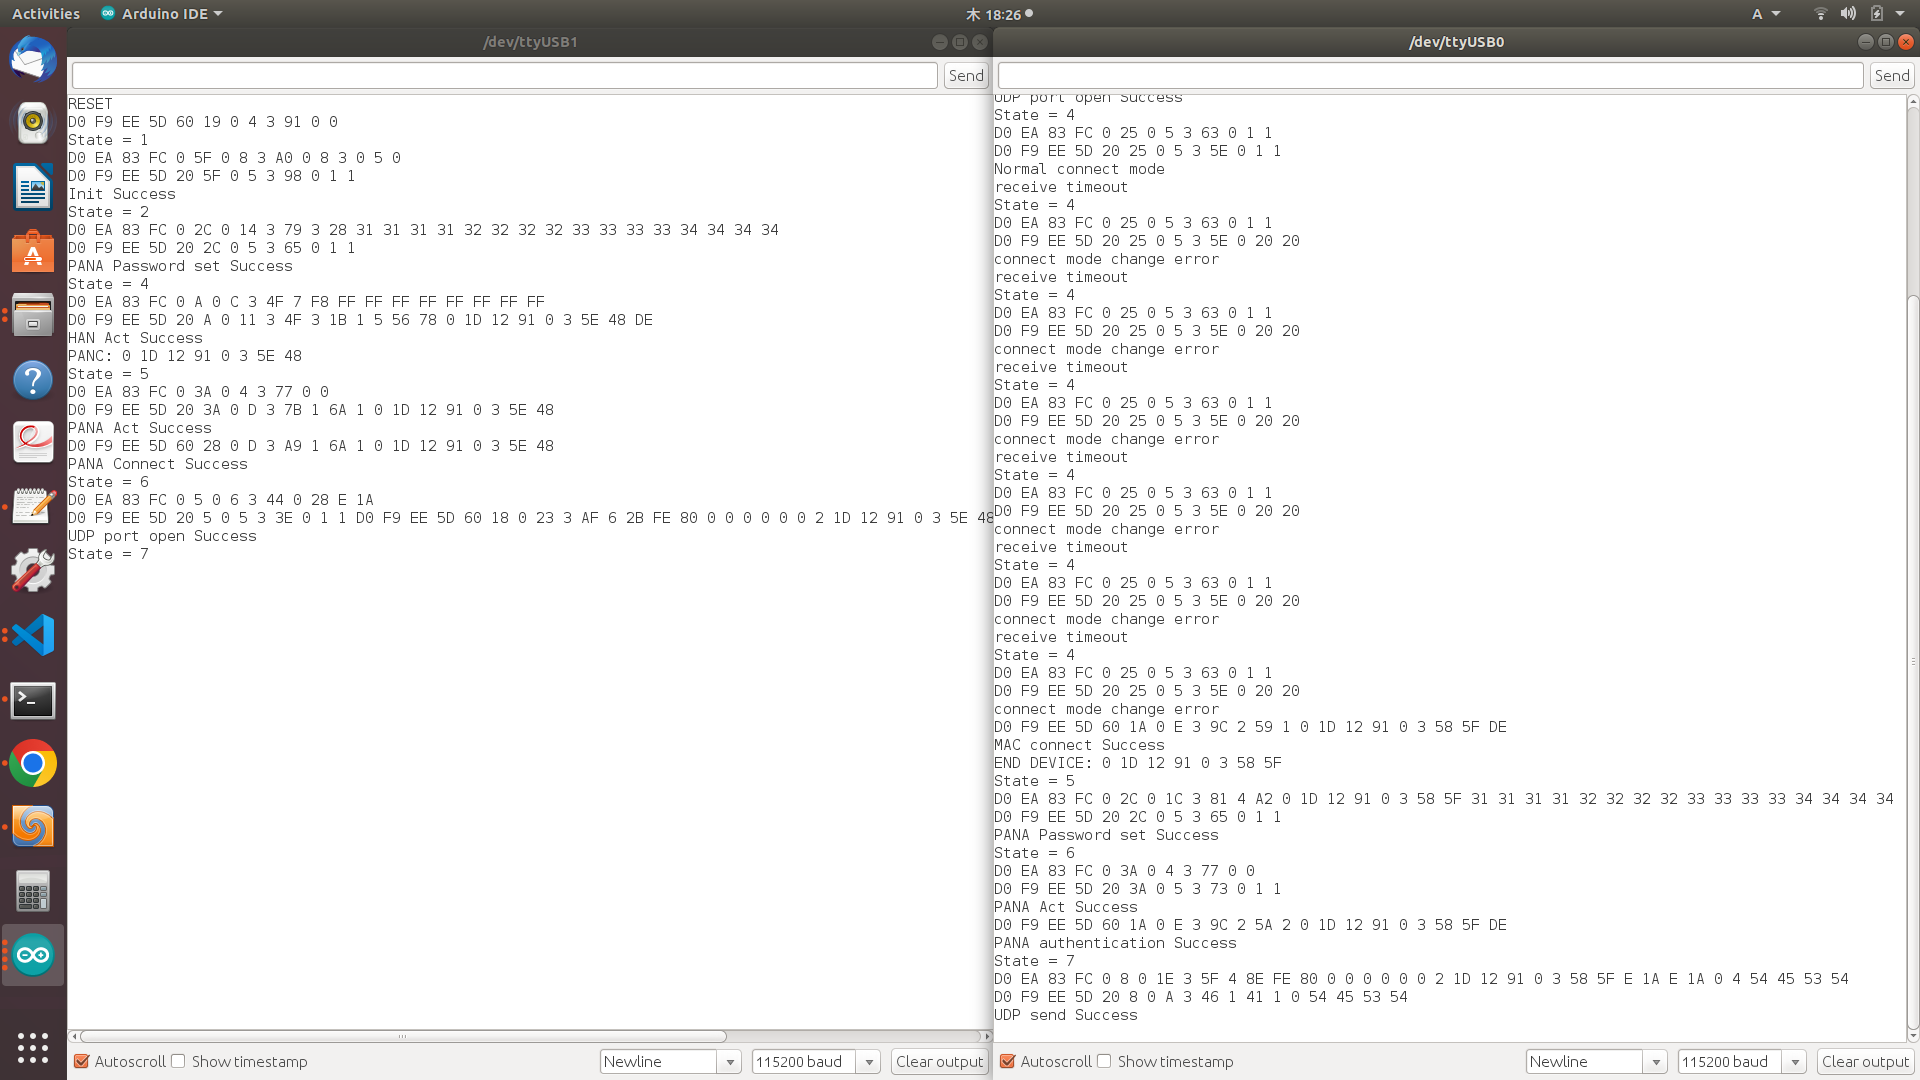 Activities Arduino IDE 木 18:26 A
/dev/ttyUSB1
Send
RESET
D0 F9 EE 5D 60 19 0 4 3 91 0 0
State = 1
D0 EA 83 FC 0 5F 0 8 3 A0 0 8 3 0 5 0
D0 F9 EE 5D 20 5F 0 5 3 98 0 1 1
Init Success
State = 2
D0 EA 83 FC 0 2C 0 14 3 79 3 28 31 31 31 31 32 32 32 32 33 33 33 33 34 34 34 34
D0 F9 EE 5D 20 2C 0 5 3 65 0 1 1
PANA Password set Success
State = 4
D0 EA 83 FC 0 A 0 C 3 4F 7 F8 FF FF FF FF FF FF FF FF
D0 F9 EE 5D 20 A 0 11 3 4F 3 1B 1 5 56 78 0 1D 12 91 0 3 5E 48 DE
HAN Act Success
PANC: 0 1D 12 91 0 3 5E 48
State = 5
D0 EA 83 FC 0 3A 0 4 3 77 0 0
D0 F9 EE 5D 20 3A 0 D 3 7B 1 6A 1 0 1D 12 91 0 3 5E 48
PANA Act Success
D0 F9 EE 5D 60 28 0 D 3 A9 1 6A 1 0 1D 12 91 0 3 5E 48
PANA Connect Success
State = 6
D0 EA 83 FC 0 5 0 6 3 44 0 28 E 1A
D0 F9 EE 5D 20 5 0 5 3 3E 0 1 1 D0 F9 EE 5D 60 18 0 23 3 AF 6 2B FE 80 0 0 0 0 0 0 2 1D 12 91 0 3 5E 48
UDP port open Success
State = 7
Autoscroll Show timestamp Newline 115200 baud Clear output
/dev/ttyUSB0
Send
UDP port open Success
State = 4
D0 EA 83 FC 0 25 0 5 3 63 0 1 1
D0 F9 EE 5D 20 25 0 5 3 5E 0 1 1
Normal connect mode
receive timeout
State = 4
D0 EA 83 FC 0 25 0 5 3 63 0 1 1
D0 F9 EE 5D 20 25 0 5 3 5E 0 20 20
connect mode change error
receive timeout
State = 4
D0 EA 83 FC 0 25 0 5 3 63 0 1 1
D0 F9 EE 5D 20 25 0 5 3 5E 0 20 20
connect mode change error
receive timeout
State = 4
D0 EA 83 FC 0 25 0 5 3 63 0 1 1
D0 F9 EE 5D 20 25 0 5 3 5E 0 20 20
connect mode change error
receive timeout
State = 4
D0 EA 83 FC 0 25 0 5 3 63 0 1 1
D0 F9 EE 5D 20 25 0 5 3 5E 0 20 20
connect mode change error
receive timeout
State = 4
D0 EA 83 FC 0 25 0 5 3 63 0 1 1
D0 F9 EE 5D 20 25 0 5 3 5E 0 20 20
connect mode change error
receive timeout
State = 4
D0 EA 83 FC 0 25 0 5 3 63 0 1 1
D0 F9 EE 5D 20 25 0 5 3 5E 0 20 20
connect mode change error
D0 F9 EE 5D 60 1A 0 E 3 9C 2 59 1 0 1D 12 91 0 3 58 5F DE
MAC connect Success
END DEVICE: 0 1D 12 91 0 3 58 5F
State = 5
D0 EA 83 FC 0 2C 0 1C 3 81 4 A2 0 1D 12 91 0 3 58 5F 31 31 31 31 32 32 32 32 33 33 33 33 34 34 34 34
D0 F9 EE 5D 20 2C 0 5 3 65 0 1 1
PANA Password set Success
State = 6
D0 EA 83 FC 0 3A 0 4 3 77 0 0
D0 F9 EE 5D 20 3A 0 5 3 73 0 1 1
PANA Act Success
D0 F9 EE 5D 60 1A 0 E 3 9C 2 5A 2 0 1D 12 91 0 3 58 5F DE
PANA authentication Success
State = 7
D0 EA 83 FC 0 8 0 1E 3 5F 4 8E FE 80 0 0 0 0 0 0 2 1D 12 91 0 3 58 5F E 1A E 1A 0 4 54 45 53 54
D0 F9 EE 5D 20 8 0 A 3 46 1 41 1 0 54 45 53 54
UDP send Success
Autoscroll Show timestamp Newline 115200 baud Clear output